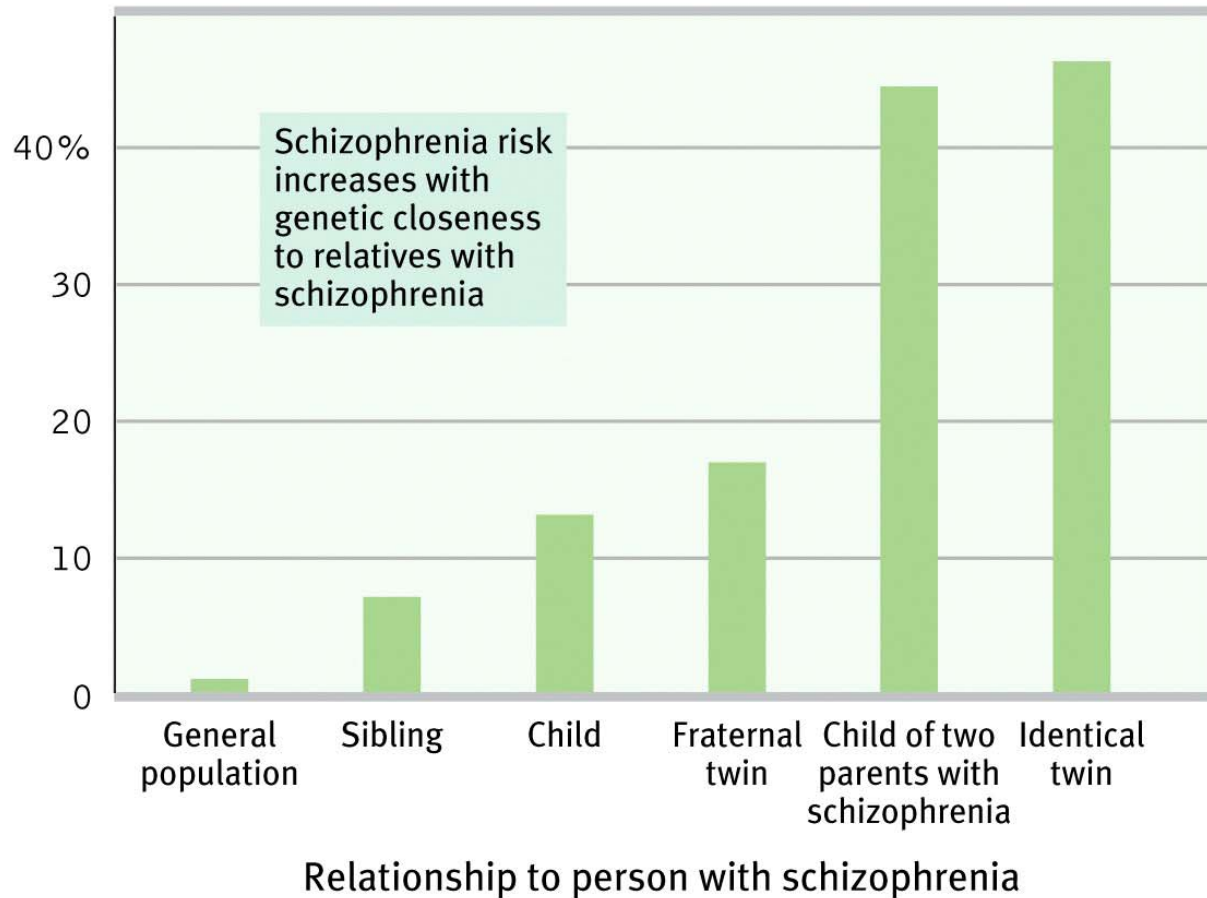 40%
30
20
10
0
Schizophrenia risk
increases with
genetic closeness
to relatives with
schizophrenia
General
population
Sibling
Child
Fraternal
twin
Child of two
parents with
schizophrenia
Identical
twin
Relationship to person with schizophrenia